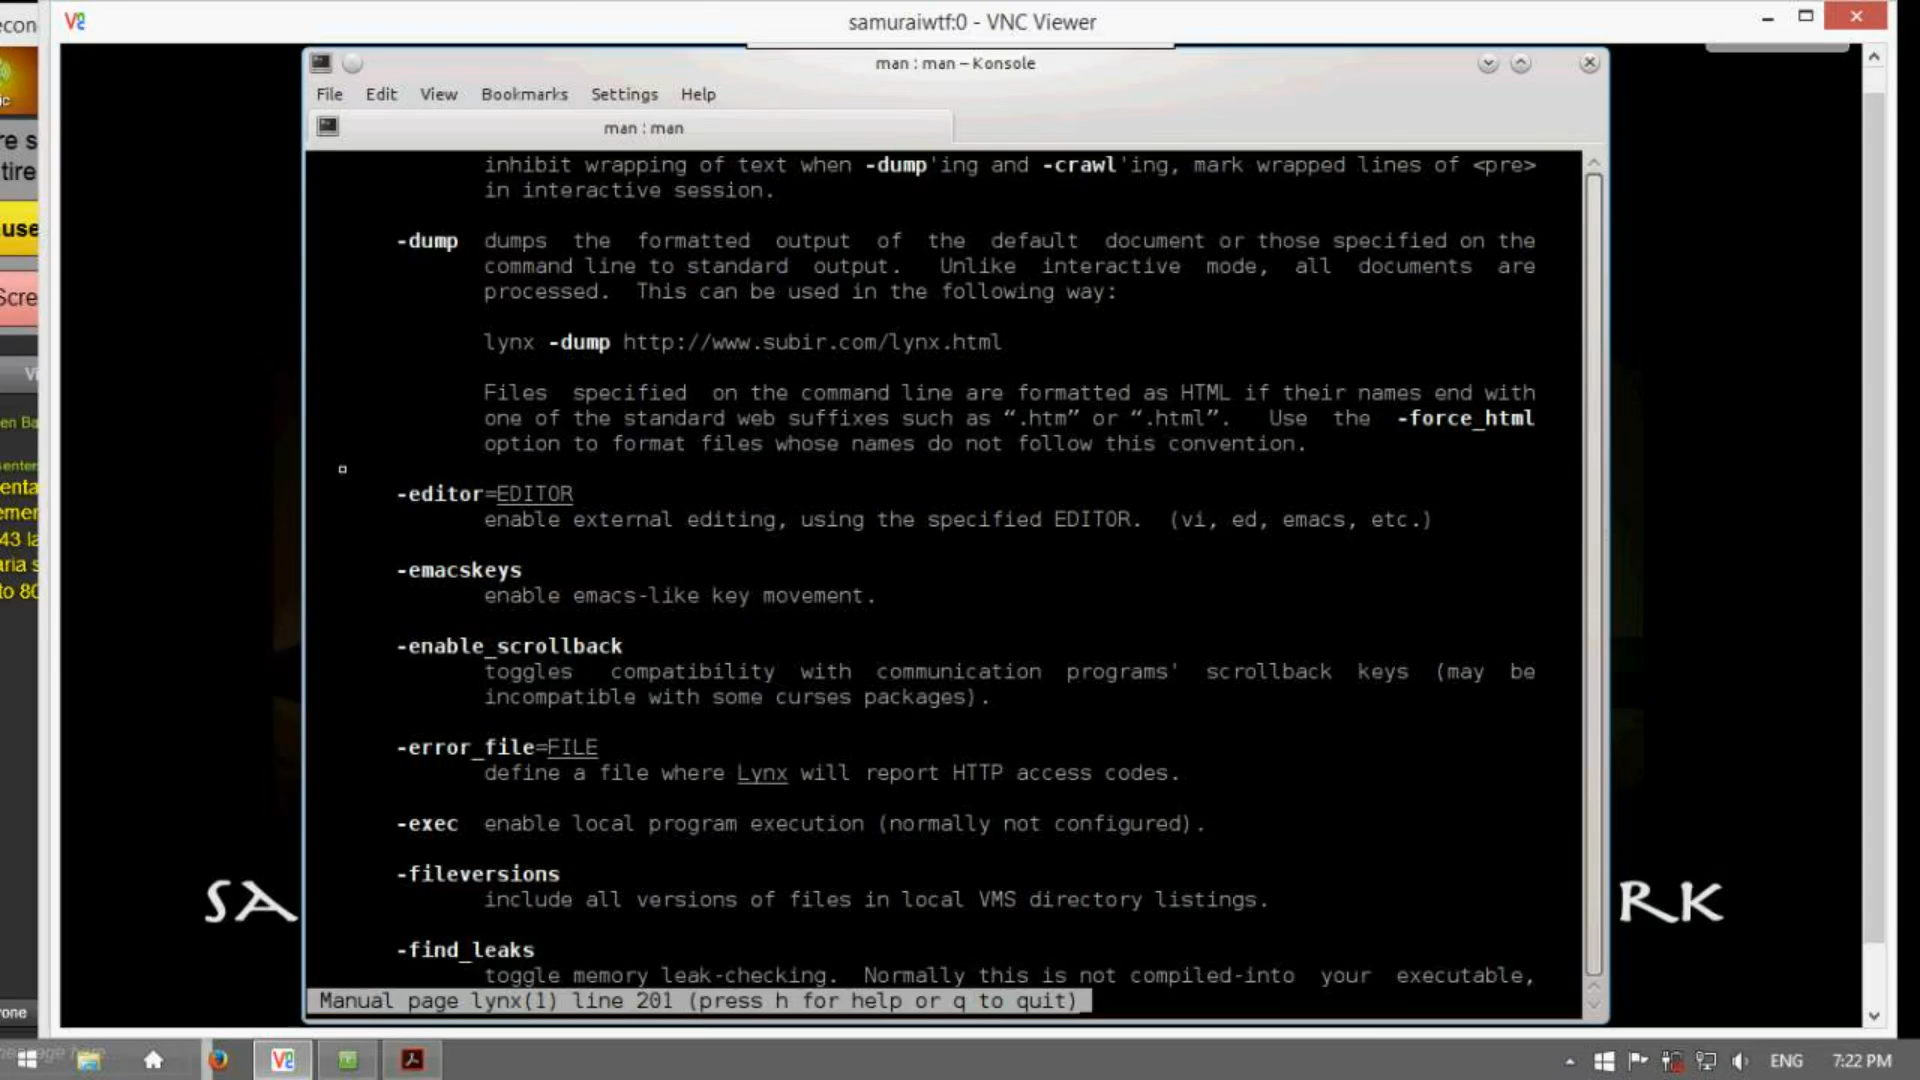 samuraiwtf:0 - VNC Viewer
man : man – Konsole
File Edit View Bookmarks Settings Help
man : man
inhibit wrapping of text when -dump'ing and -crawl'ing, mark wrapped lines of <pre>
in interactive session.
-dump dumps the formatted output of the default document or those specified on the
command line to standard output. Unlike interactive mode, all documents are
processed. This can be used in the following way:
lynx -dump http://www.subir.com/lynx.html
Files specified on the command line are formatted as HTML if their names end with
one of the standard web suffixes such as “.htm” or “.html”. Use the -force_html
option to format files whose names do not follow this convention.
-editor=EDITOR
enable external editing, using the specified EDITOR. (vi, ed, emacs, etc.)
-emacskeys
enable emacs-like key movement.
-enable_scrollback
toggles compatibility with communication programs' scrollback keys (may be
incompatible with some curses packages).
-error_file=FILE
define a file where Lynx will report HTTP access codes.
-exec enable local program execution (normally not configured).
-fileversions
include all versions of files in local VMS directory listings.
-find_leaks
toggle memory leak-checking. Normally this is not compiled-into your executable,
Manual page lynx(1) line 201 (press h for help or q to quit)
SA
RK
ENG 7:22 PM